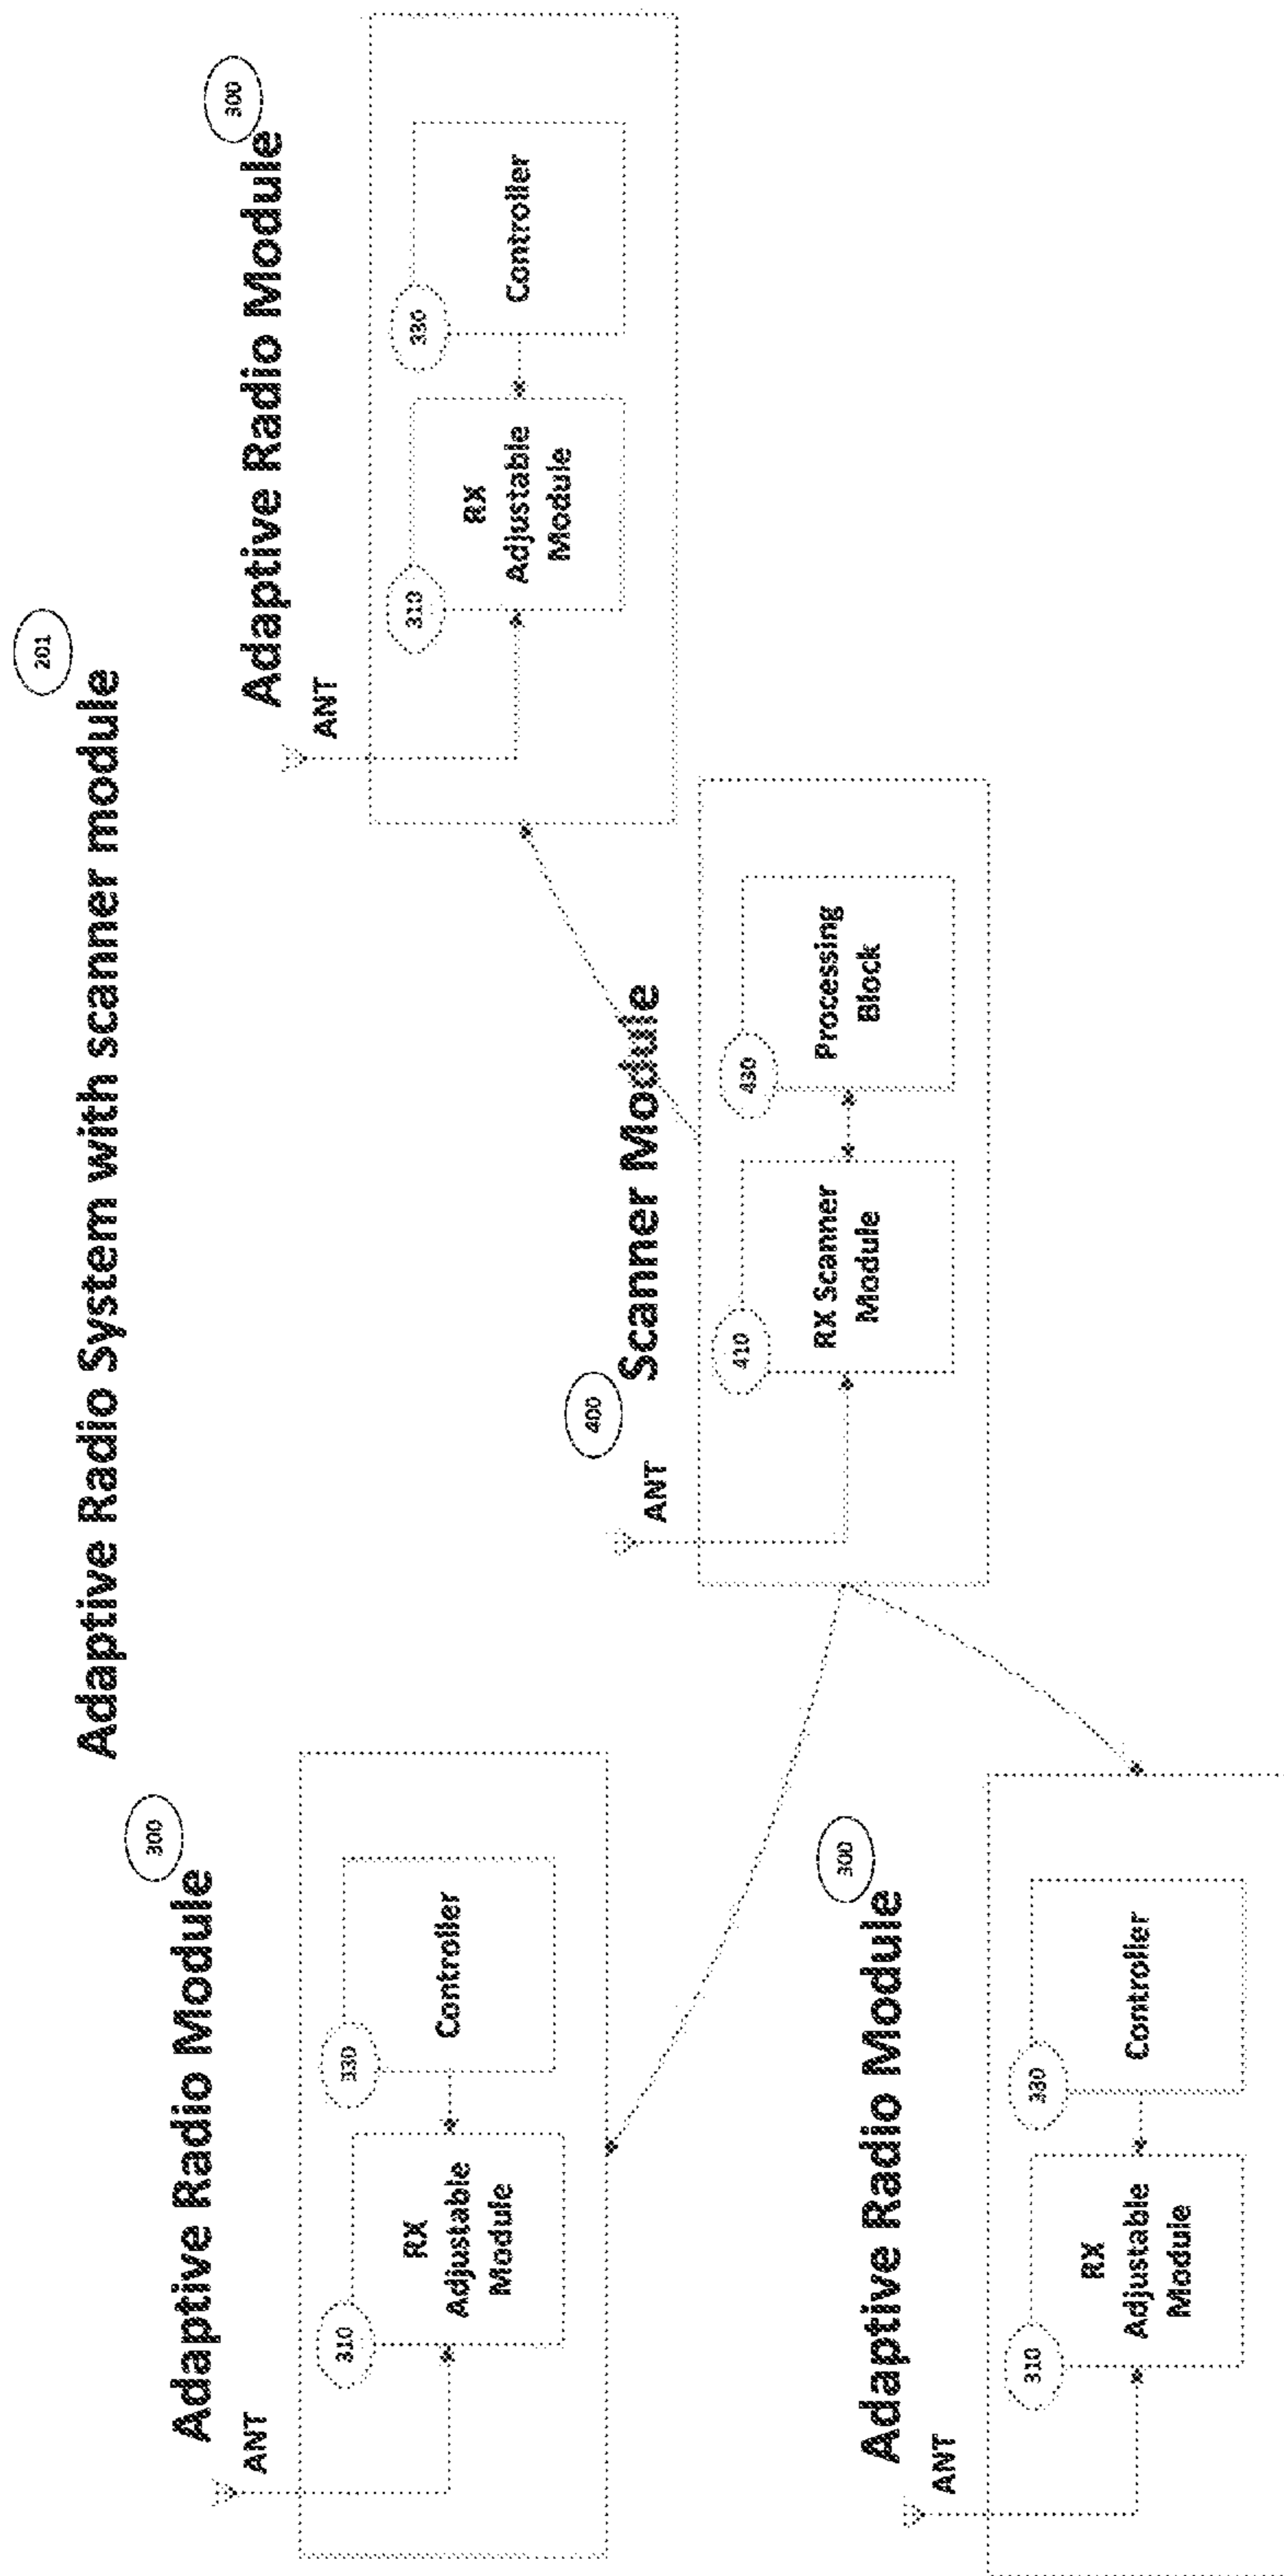 201
Adaptive Radio System with scanner module
300
Adaptive Radio Module
ANT
310
RX
Adjustable
Module
330
Controller
300
Adaptive Radio Module
ANT
310
RX
Adjustable
Module
330
Controller
400
Scanner Module
ANT
410
RX Scanner
Module
430
Processing
Block
300
Adaptive Radio Module
ANT
310
RX
Adjustable
Module
330
Controller